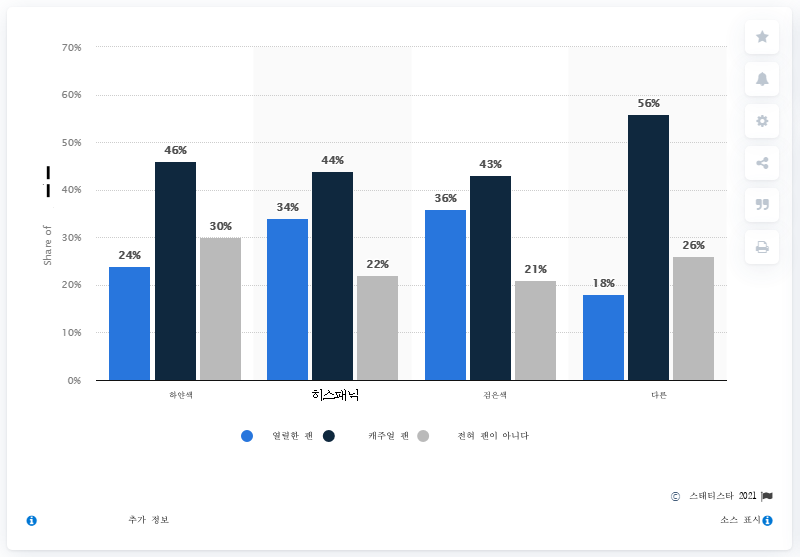 70%
60%
50%
40%
30%
20%
10%
0%
Share of
24%
46%
30%
34%
44%
22%
36%
43%
21%
18%
56%
26%
하얀색
히스패닉
검은색
다른
열렬한 팬
캐주얼 팬
전혀 팬이 아니다
© 스태티스타 2021
추가 정보
소스 표시